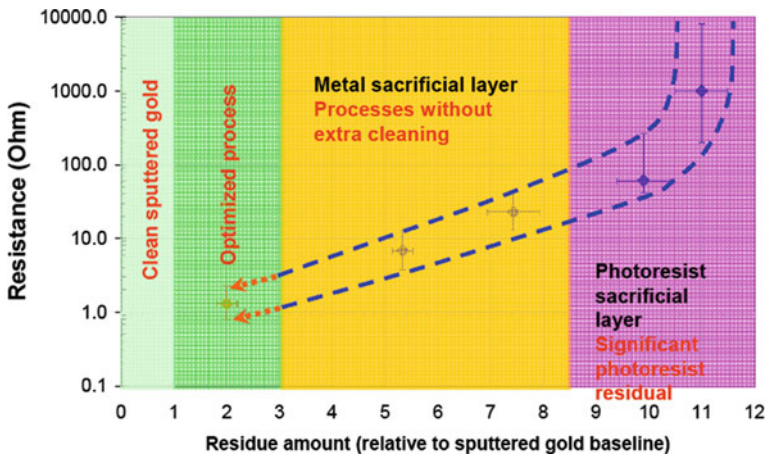 10000.0
1000.0
100.0
10.0
1.0
0.1
Resistance (Ohm)
Clean sputtered gold
Optimized process
Metal sacrificial layer
Processes without
extra cleaning
Photoresist
sacrificial
layer
Significant
photoresist
residual
0 1 2 3 4 5 6 7 8 9 10 11 12
Residue amount (relative to sputtered gold baseline)